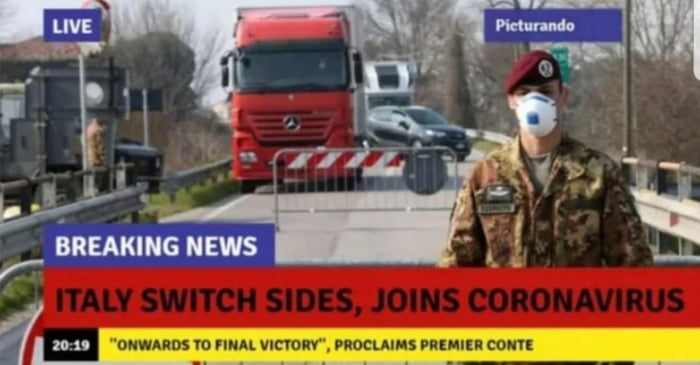 LIVE
Picturando
BREAKING NEWS
ITALY SWITCH SIDES, JOINS CORONAVIRUS
20:19 "ONWARDS TO FINAL VICTORY", PROCLAIMS PREMIER CONTE